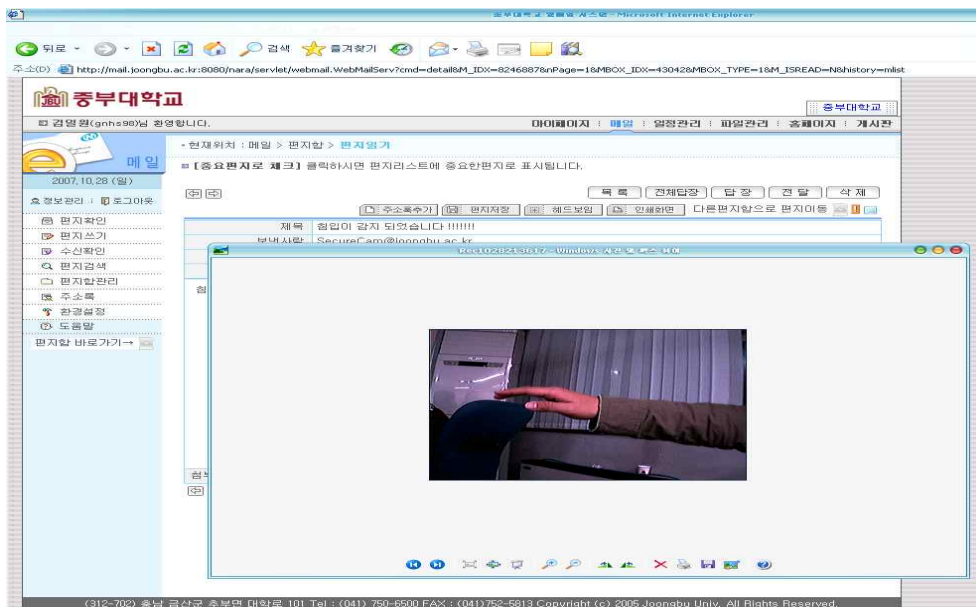 중부대학교 웹메일 시스템 - Microsoft Internet Explorer
뒤로 검색 즐겨찾기
주소(D) http://mail.joongbu.ac.kr:8080/nara/servlet/webmail.WebMailServ?cmd=detail&M_IDX=8246887&nPage=1&MBOX_IDX=43042&MBOX_TYPE=1&M_ISREAD=N&history=mlist
중부대학교
중부대학교
김영원(gnhs98)님 환영합니다.
마이페이지 : 메일 : 일정관리 : 파일관리 : 홈페이지 : 게시판
메일
2007,10,28 (일)
정보관리 : 로그아웃
편지확인
편지쓰기
수신확인
편지검색
편지함관리
주소록
환경설정
도움말
편지함 바로가기→
현재위치 : 메일 > 편지함 > 편지읽기
[중요편지로 체크] 클릭하시면 편지리스트에 중요한편지로 표시됩니다.
목록 전체답장 답장 전달 삭제
주소록추가 편지저장 헤드보임 인쇄화면 다른편지함으로 편지이동
제목 침입이 감지 되었습니다 !!!!!!!
보낸사람 SecureCam@joongbu.ac.kr
Rec1028213617 - Windows 사진 및 팩스 뷰어
(312-702) 충남 금산군 추부면 대학로 101 Tel : (041) 750-6500 FAX : (041)752-5813 Copyright (c) 2005 Joongbu Univ. All Rights Reserved.